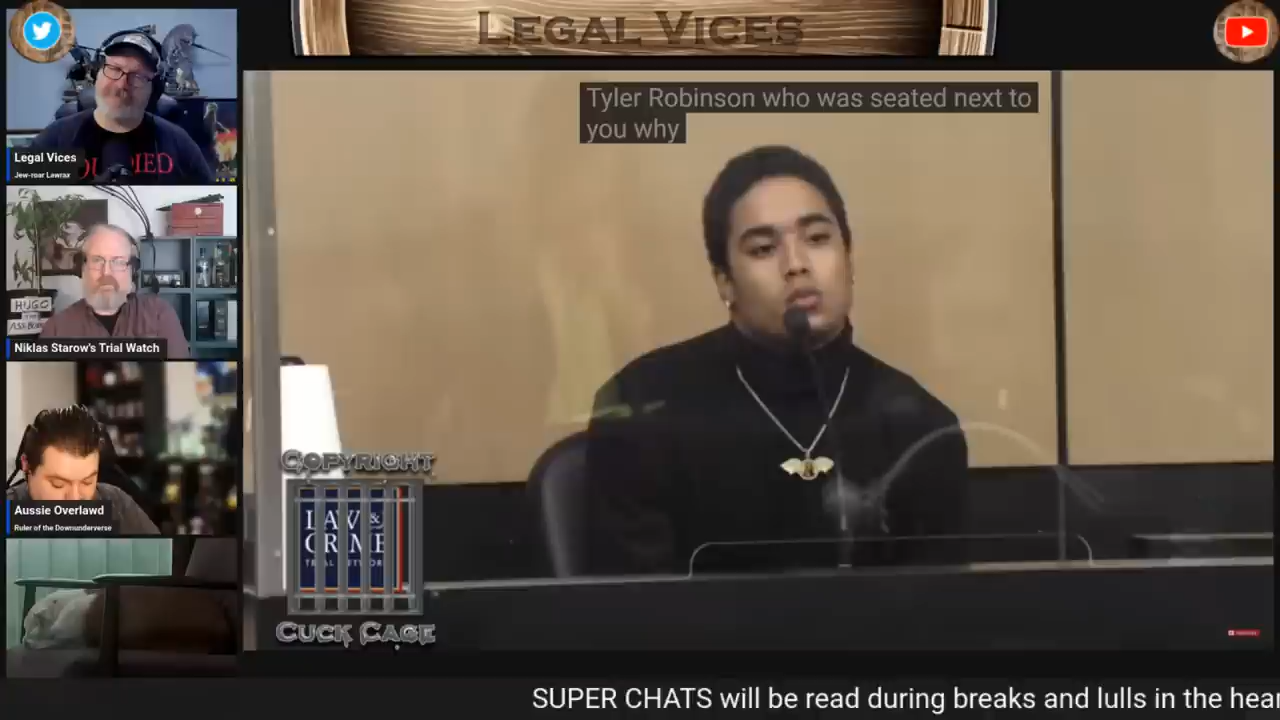 LEGAL VICES
Tyler Robinson who was seated next to
you why
Legal Vices
Jew-roar Lawrax
Niklas Starow's Trial Watch
HUGO
Aussie Overlawd
Ruler of the Downunderverse
COPYRIGHT
LAW &
CRIME
CUCK CAGE
SUPER CHATS will be read during breaks and lulls in the hear